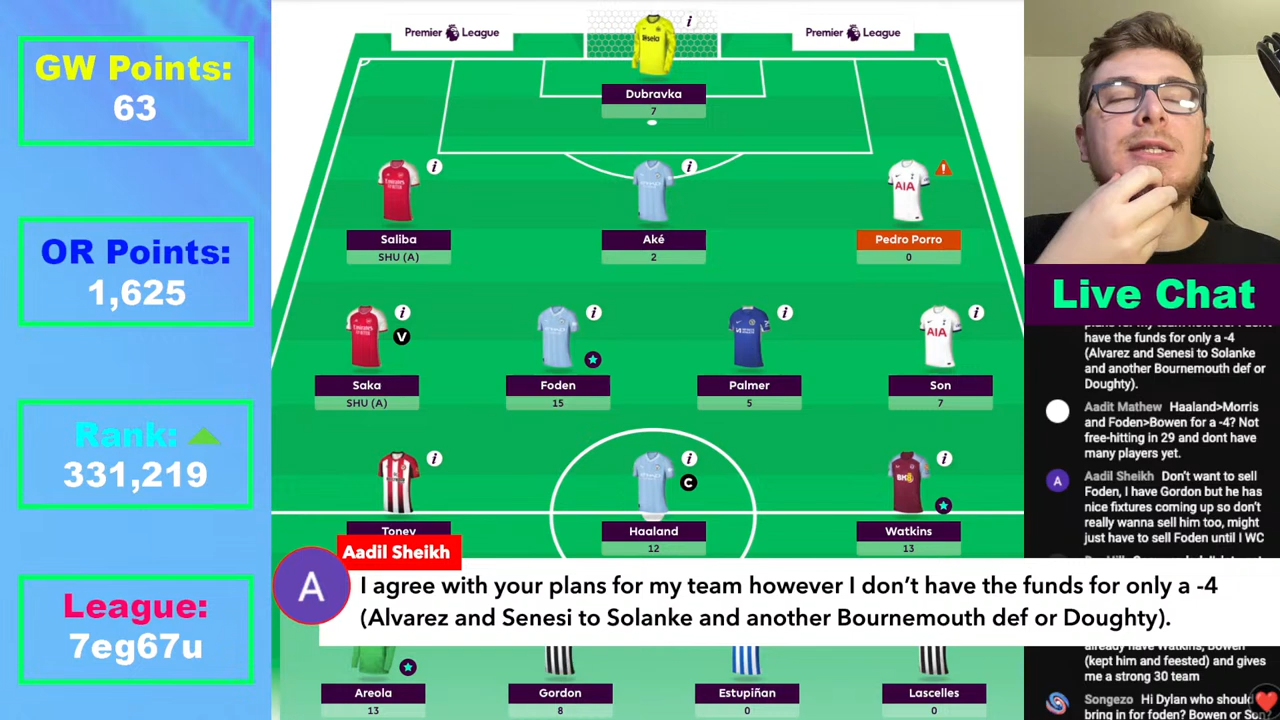 GW Points:
63
OR Points:
1,625
Rank:
331,219
League:
7eg67u
Premier League
Premier League
sela
Dubravka
7
Saliba
SHU (A)
Aké
2
AIA
Pedro Porro
0
V
Saka
SHU (A)
Foden
15
Palmer
5
AIA
Son
7
Toney
C
Haaland
12
Watkins
13
Aadil Sheikh
A
I agree with your plans for my team however I don't have the funds for only a -4
(Alvarez and Senesi to Solanke and another Bournemouth def or Doughty).
Areola
13
Gordon
8
Estupiñan
0
Lascelles
0
Live Chat
have the funds for only a -4
(Alvarez and Senesi to Solanke
and another Bournemouth def or
Doughty).
Aadit Mathew Haaland>Morris
and Foden>Bowen for a -4? Not
free-hitting in 29 and dont have
many players yet.
A
Aadil Sheikh Don't want to sell
Foden, I have Gordon but he has
nice fixtures coming up so don't
really wanna sell him too, might
just have to sell Foden until I WC
already have Watkins, Bowen
(kept him and feested) and gives
me a strong 30 team
Songezo Hi Dylan who should
bring in for foden? Bowen or